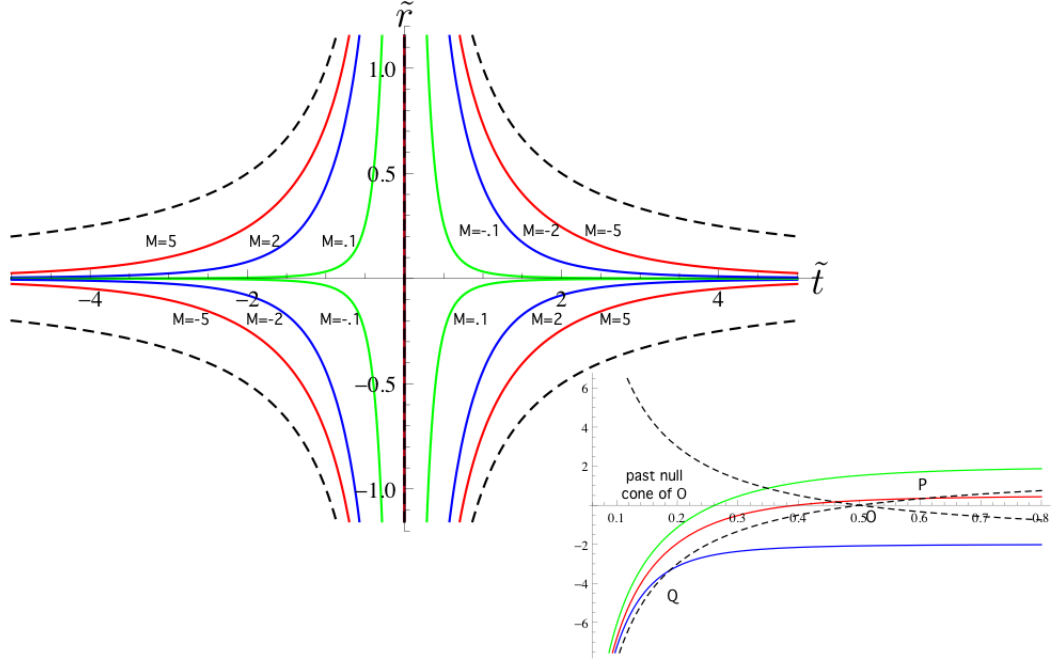 r̃
1.0
0.5
M=-.1 M=-2 M=-5
M=5 M=2 M=.1
t̃
-4 -2 2 4
M=-5 M=-2 M=-.1 M=.1 M=2 M=5
-0.5
-1.0
6
4
2
past null
cone of O
P
O
0.1 0.2 0.3 0.4 0.5 0.6 0.7 0.8
-2
-4
Q
-6